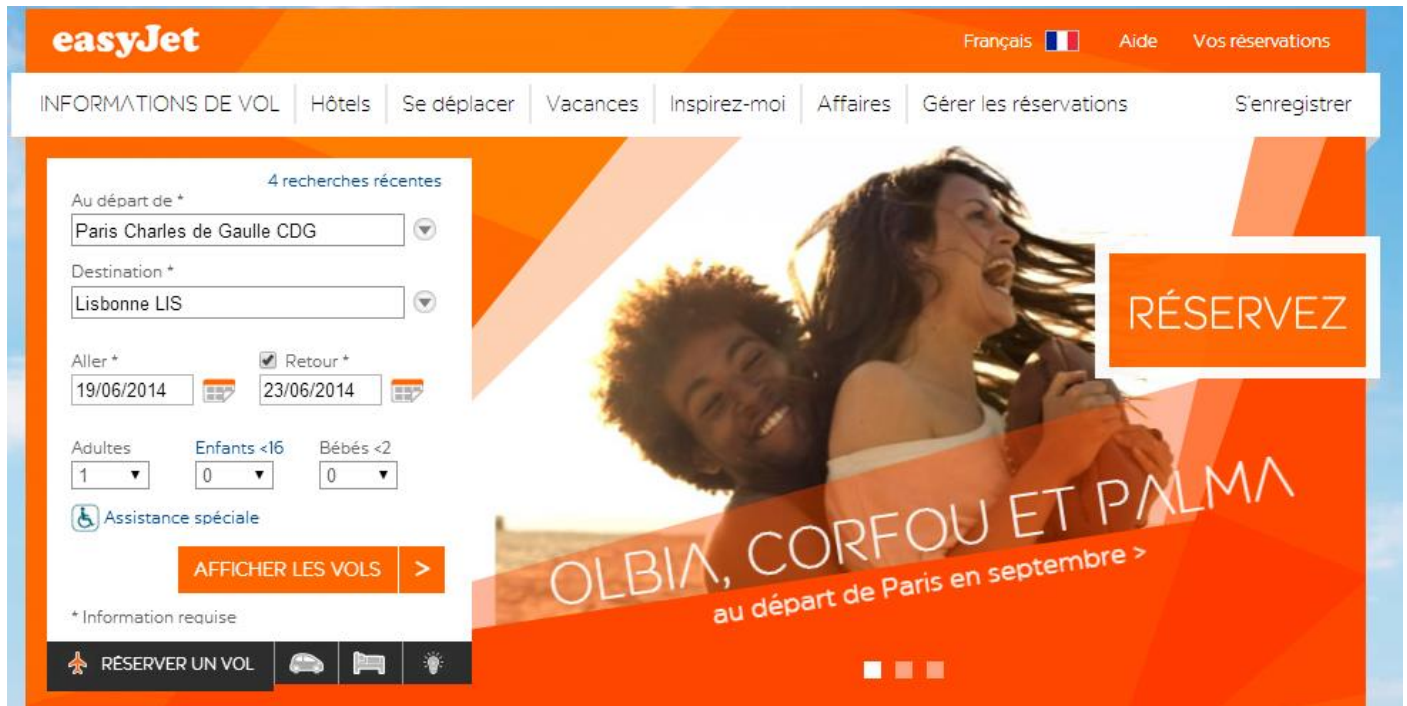 easyJet
Français Aide Vos réservations
INFORMATIONS DE VOL Hôtels Se déplacer Vacances Inspirez-moi Affaires Gérer les réservations S'enregistrer
4 recherches récentes
Au départ de *
Paris Charles de Gaulle CDG
Destination *
Lisbonne LIS
Aller * Retour *
19/06/2014 23/06/2014
Adultes Enfants <16 Bébés <2
1 0 0
Assistance spéciale
AFFICHER LES VOLS >
* Information requise
RÉSERVER UN VOL
RÉSERVEZ
OLBIA, CORFOU ET PALMA
au départ de Paris en septembre >